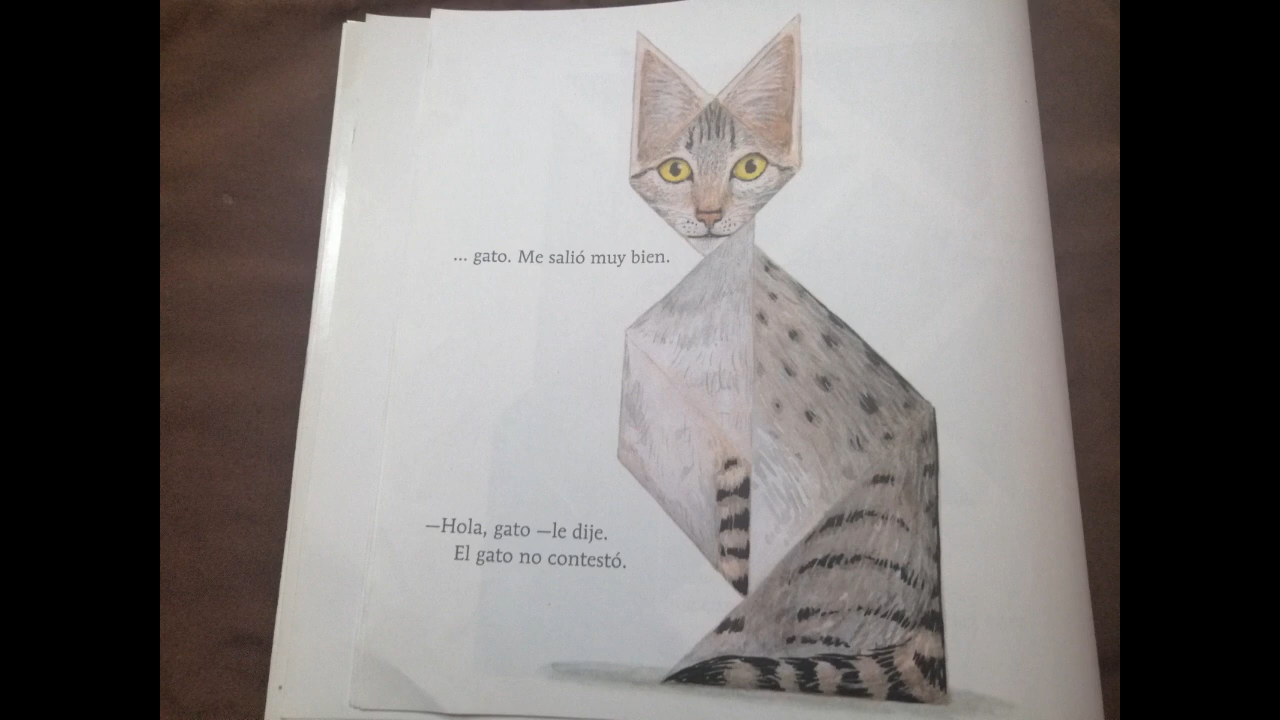 ... gato. Me salió muy bien.
—Hola, gato —le dije.
El gato no contestó.